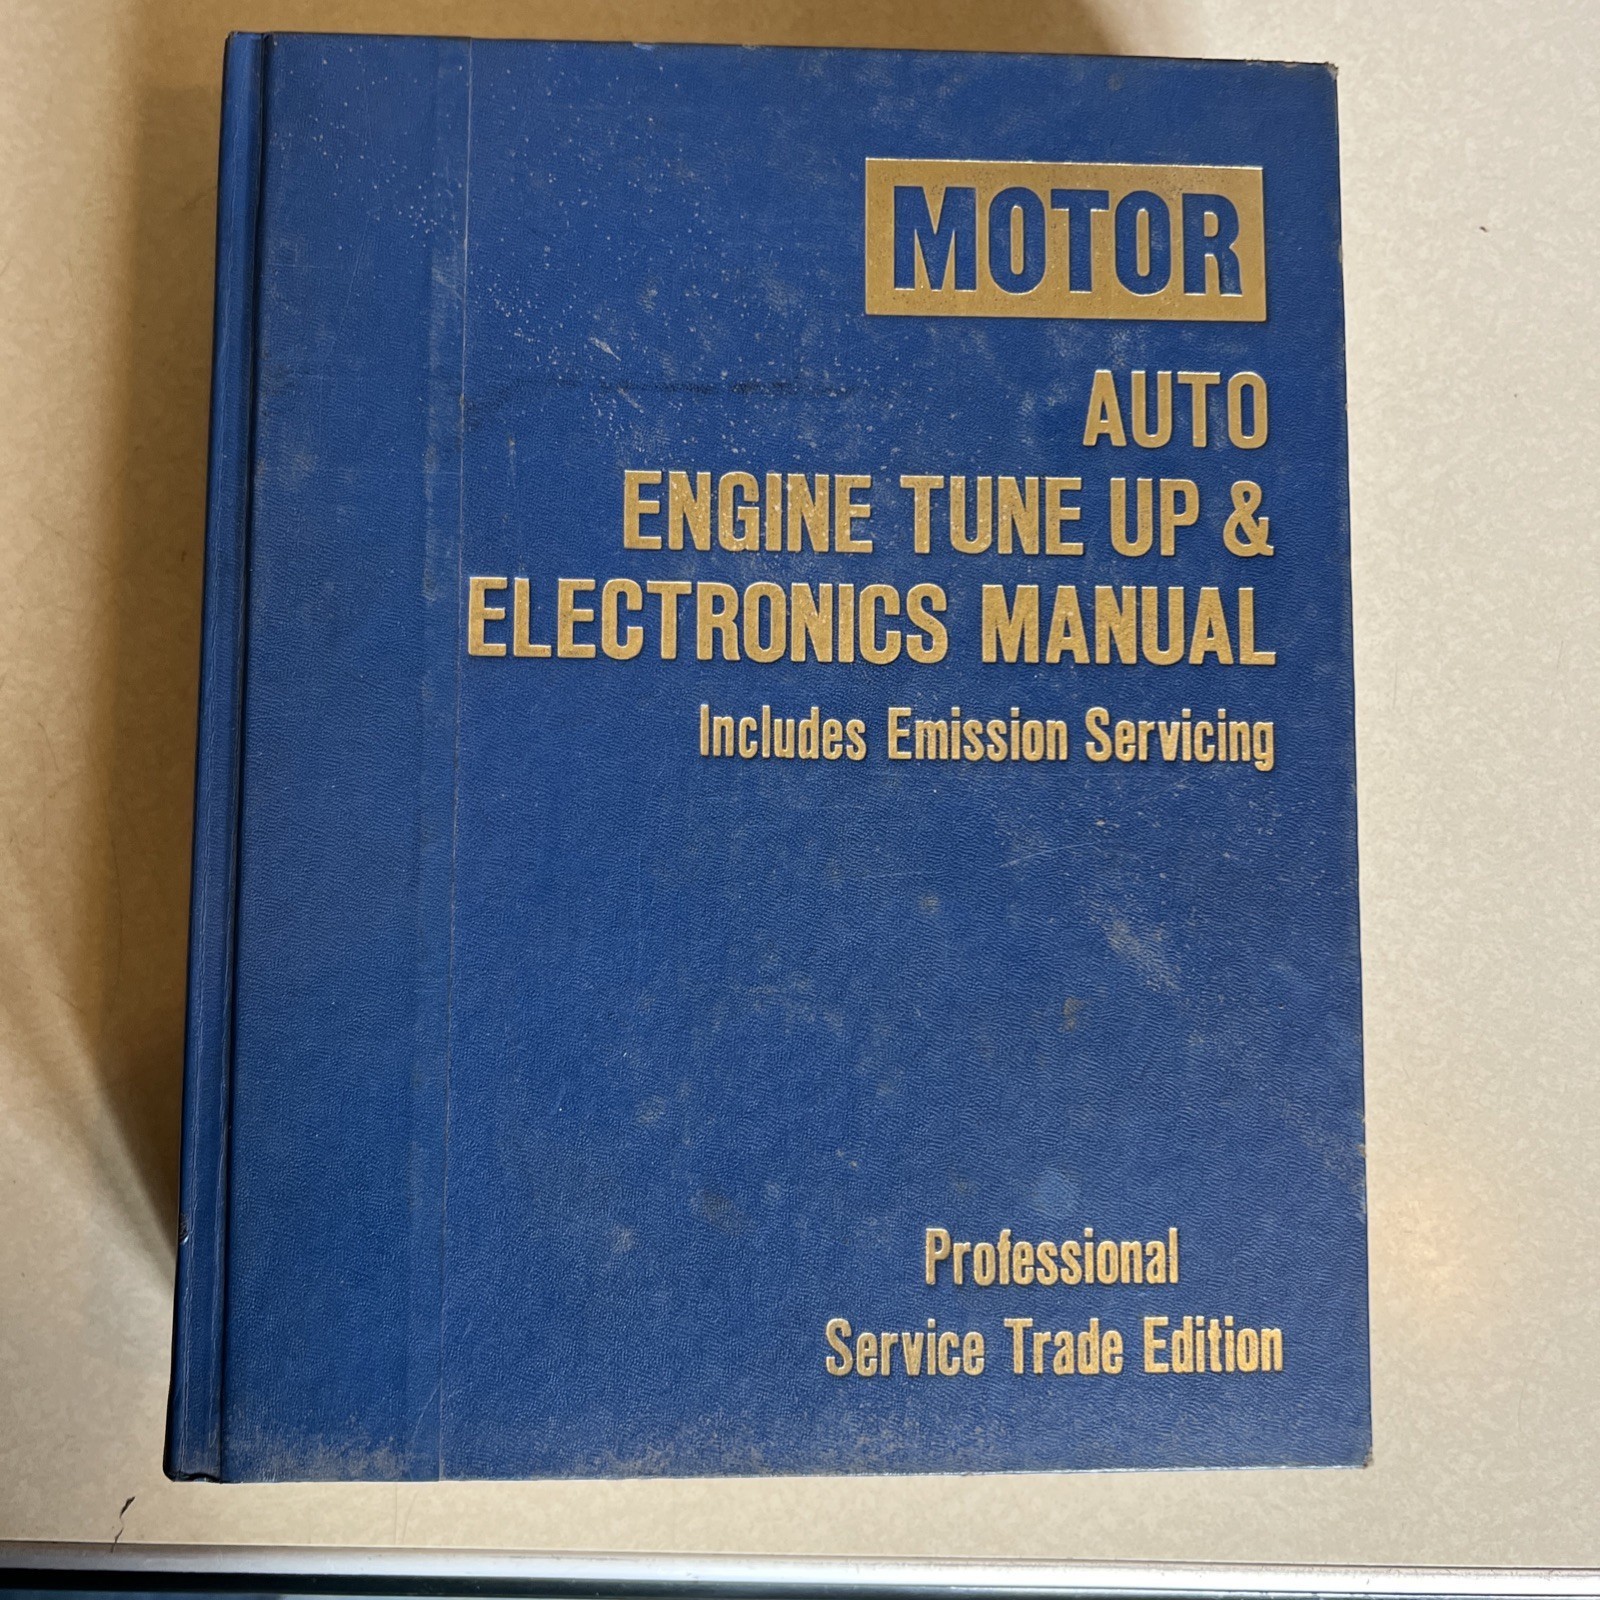 MOTOR
AUTO
ENGINE TUNE UP &
ELECTRONICS MANUAL
Includes Emission Servicing
Professional
Service Trade Edition